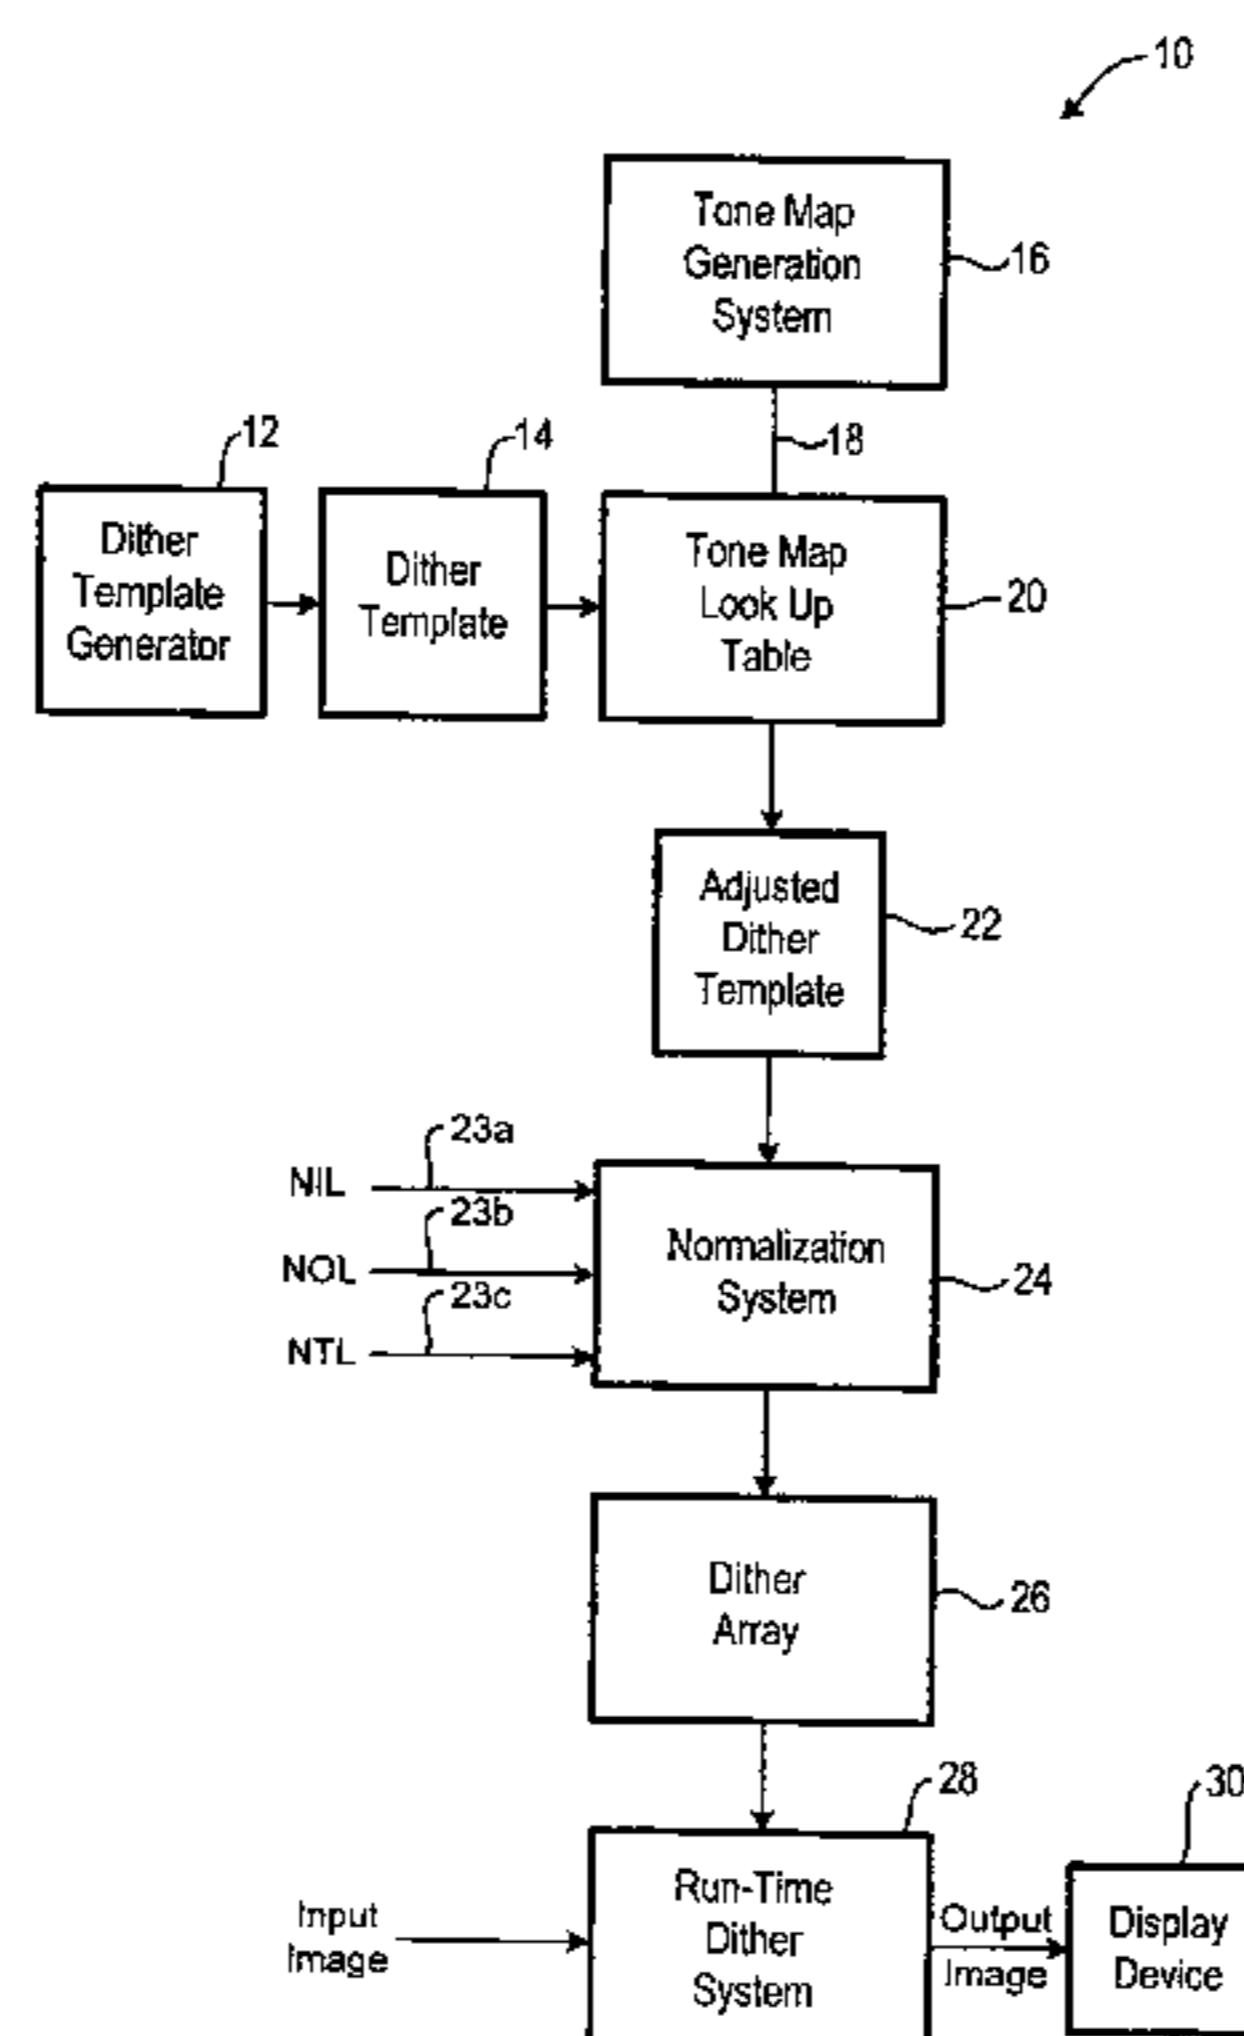 10
Tone Map
Generation
System
16
18
12
14
Dither
Template
Generator
Dither
Template
Tone Map
Look Up
Table
20
Adjusted
Dither
Template
22
23a
NIL
23b
NOL
23c
NTL
Normalization
System
24
Dither
Array
26
28
30
Input
Image
Run-Time
Dither
System
Output
Image
Display
Device